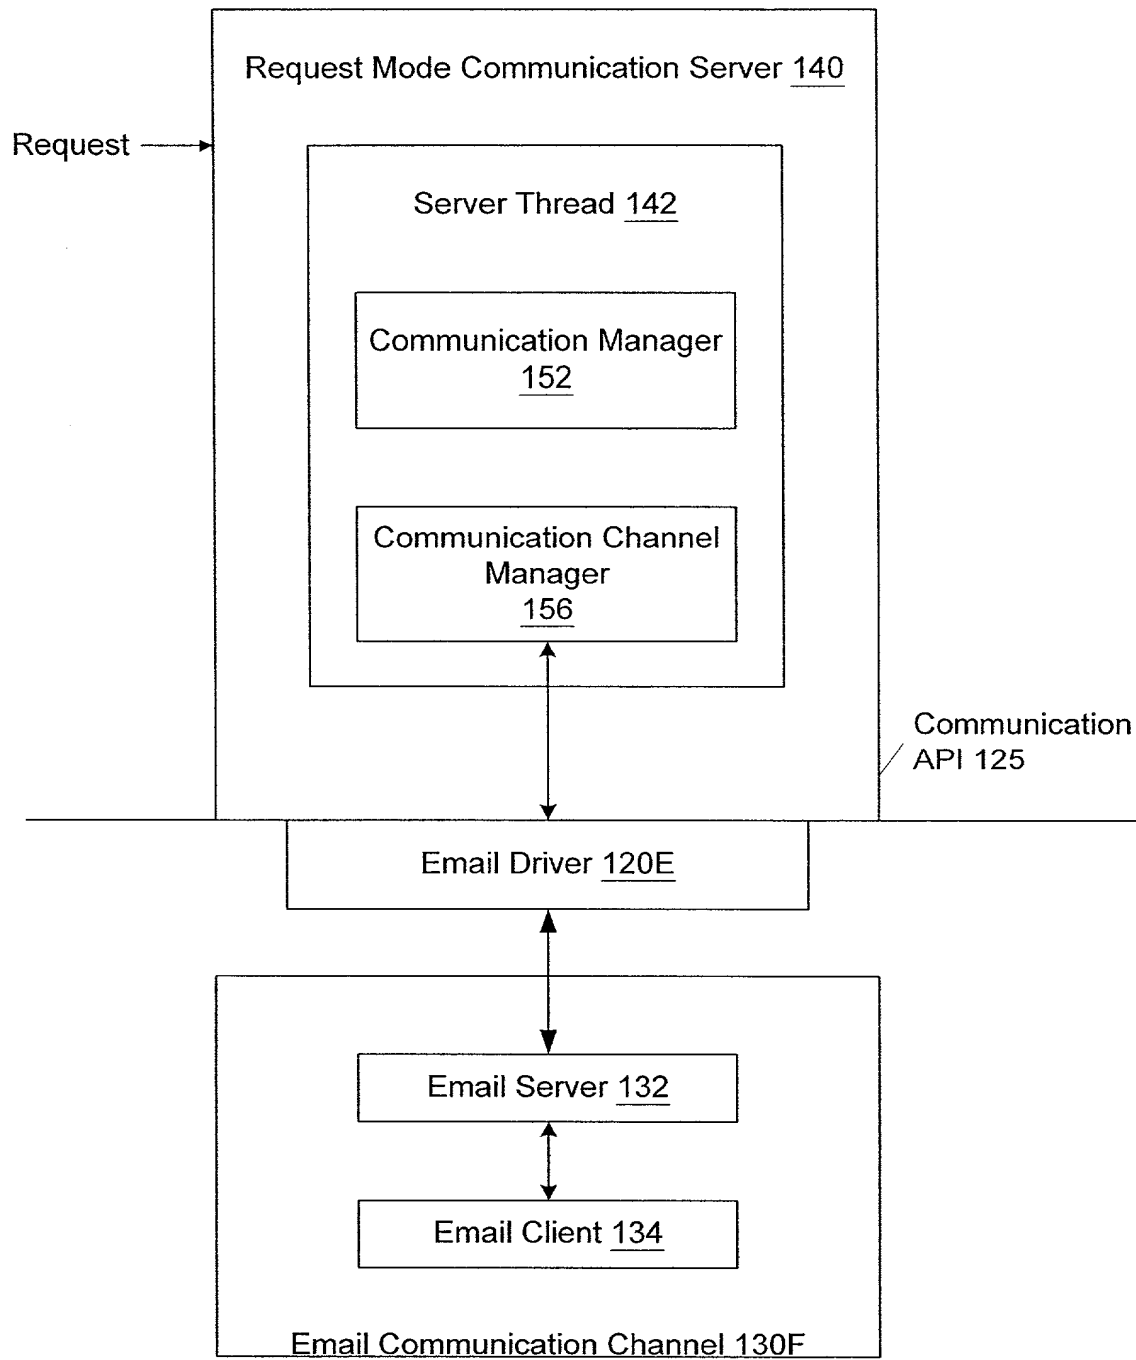 Request Mode Communication Server 140
Request
Server Thread 142
Communication Manager
152
Communication Channel
Manager
156
Communication
API 125
Email Driver 120E
Email Server 132
Email Client 134
Email Communication Channel 130F